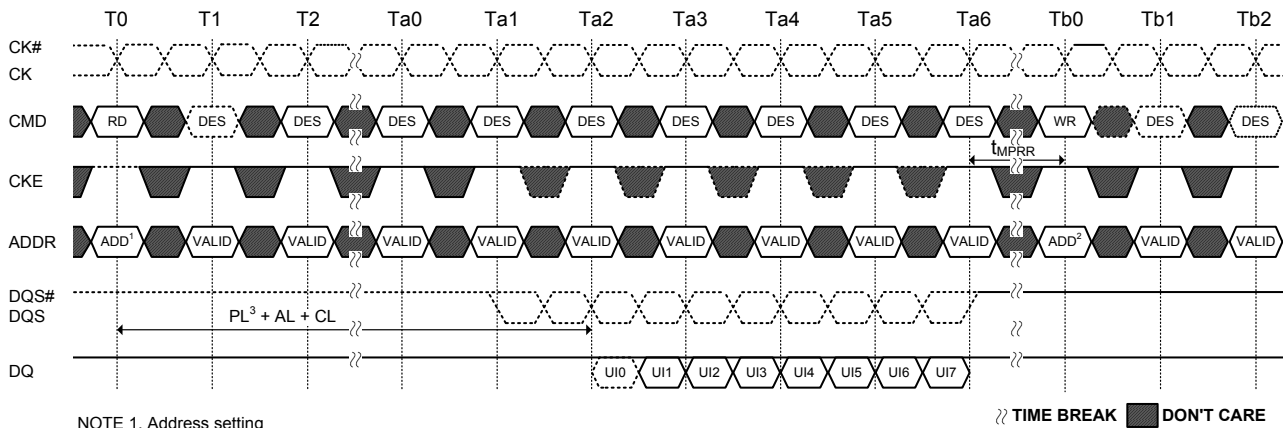 T0 T1 T2 Ta0 Ta1 Ta2 Ta3 Ta4 Ta5 Ta6 Tb0 Tb1 Tb2
CK#
CK
CMD RD DES DES DES DES DES DES DES DES DES WR DES DES
tMPRR
CKE
ADDR ADD1 VALID VALID VALID VALID VALID VALID VALID VALID VALID ADD2 VALID VALID
DQS#
DQS
PL3 + AL + CL
DQ UI0 UI1 UI2 UI3 UI4 UI5 UI6 UI7
NOTE 1. Address setting
TIME BREAK DON'T CARE